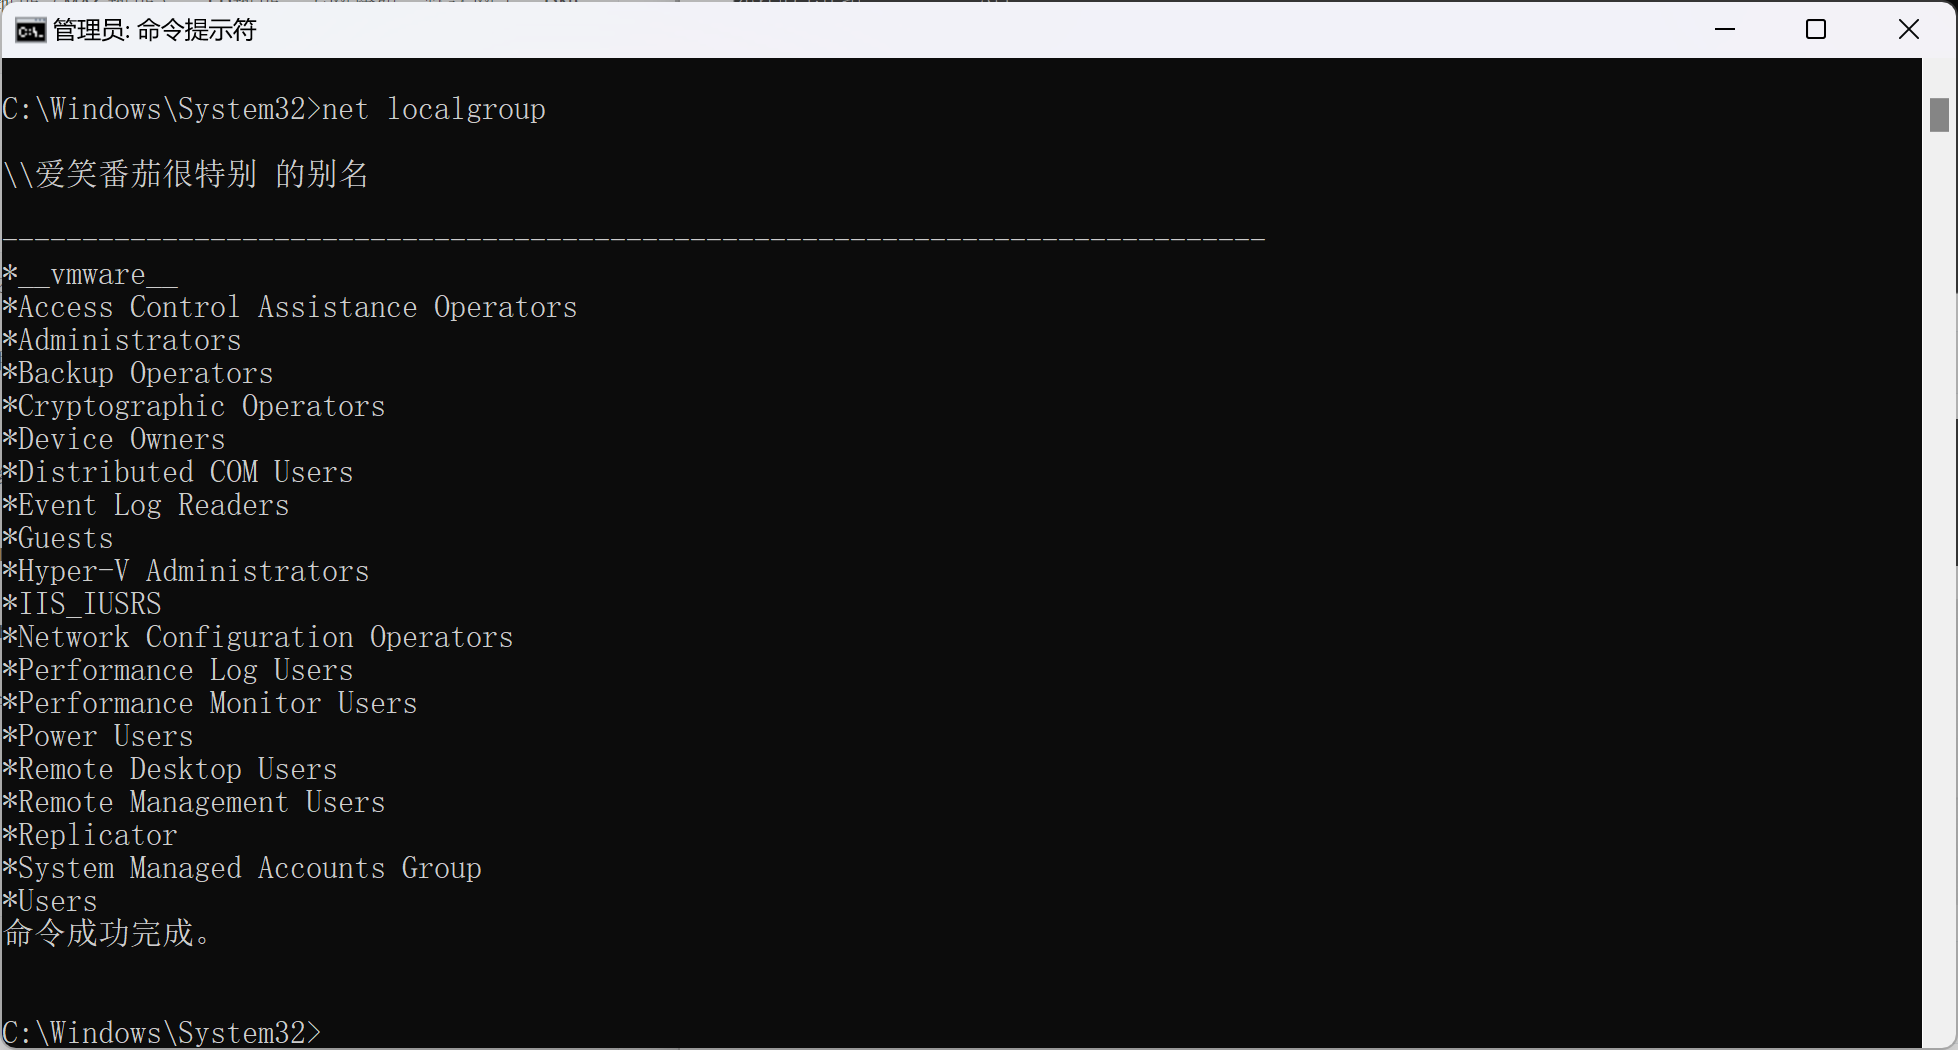 管理员: 命令提示符
C:\Windows\System32>net localgroup
\\爱笑番茄很特别 的别名
-------------------------------------------------------------------------------
*__vmware__
*Access Control Assistance Operators
*Administrators
*Backup Operators
*Cryptographic Operators
*Device Owners
*Distributed COM Users
*Event Log Readers
*Guests
*Hyper-V Administrators
*IIS_IUSRS
*Network Configuration Operators
*Performance Log Users
*Performance Monitor Users
*Power Users
*Remote Desktop Users
*Remote Management Users
*Replicator
*System Managed Accounts Group
*Users
命令成功完成。
C:\Windows\System32>